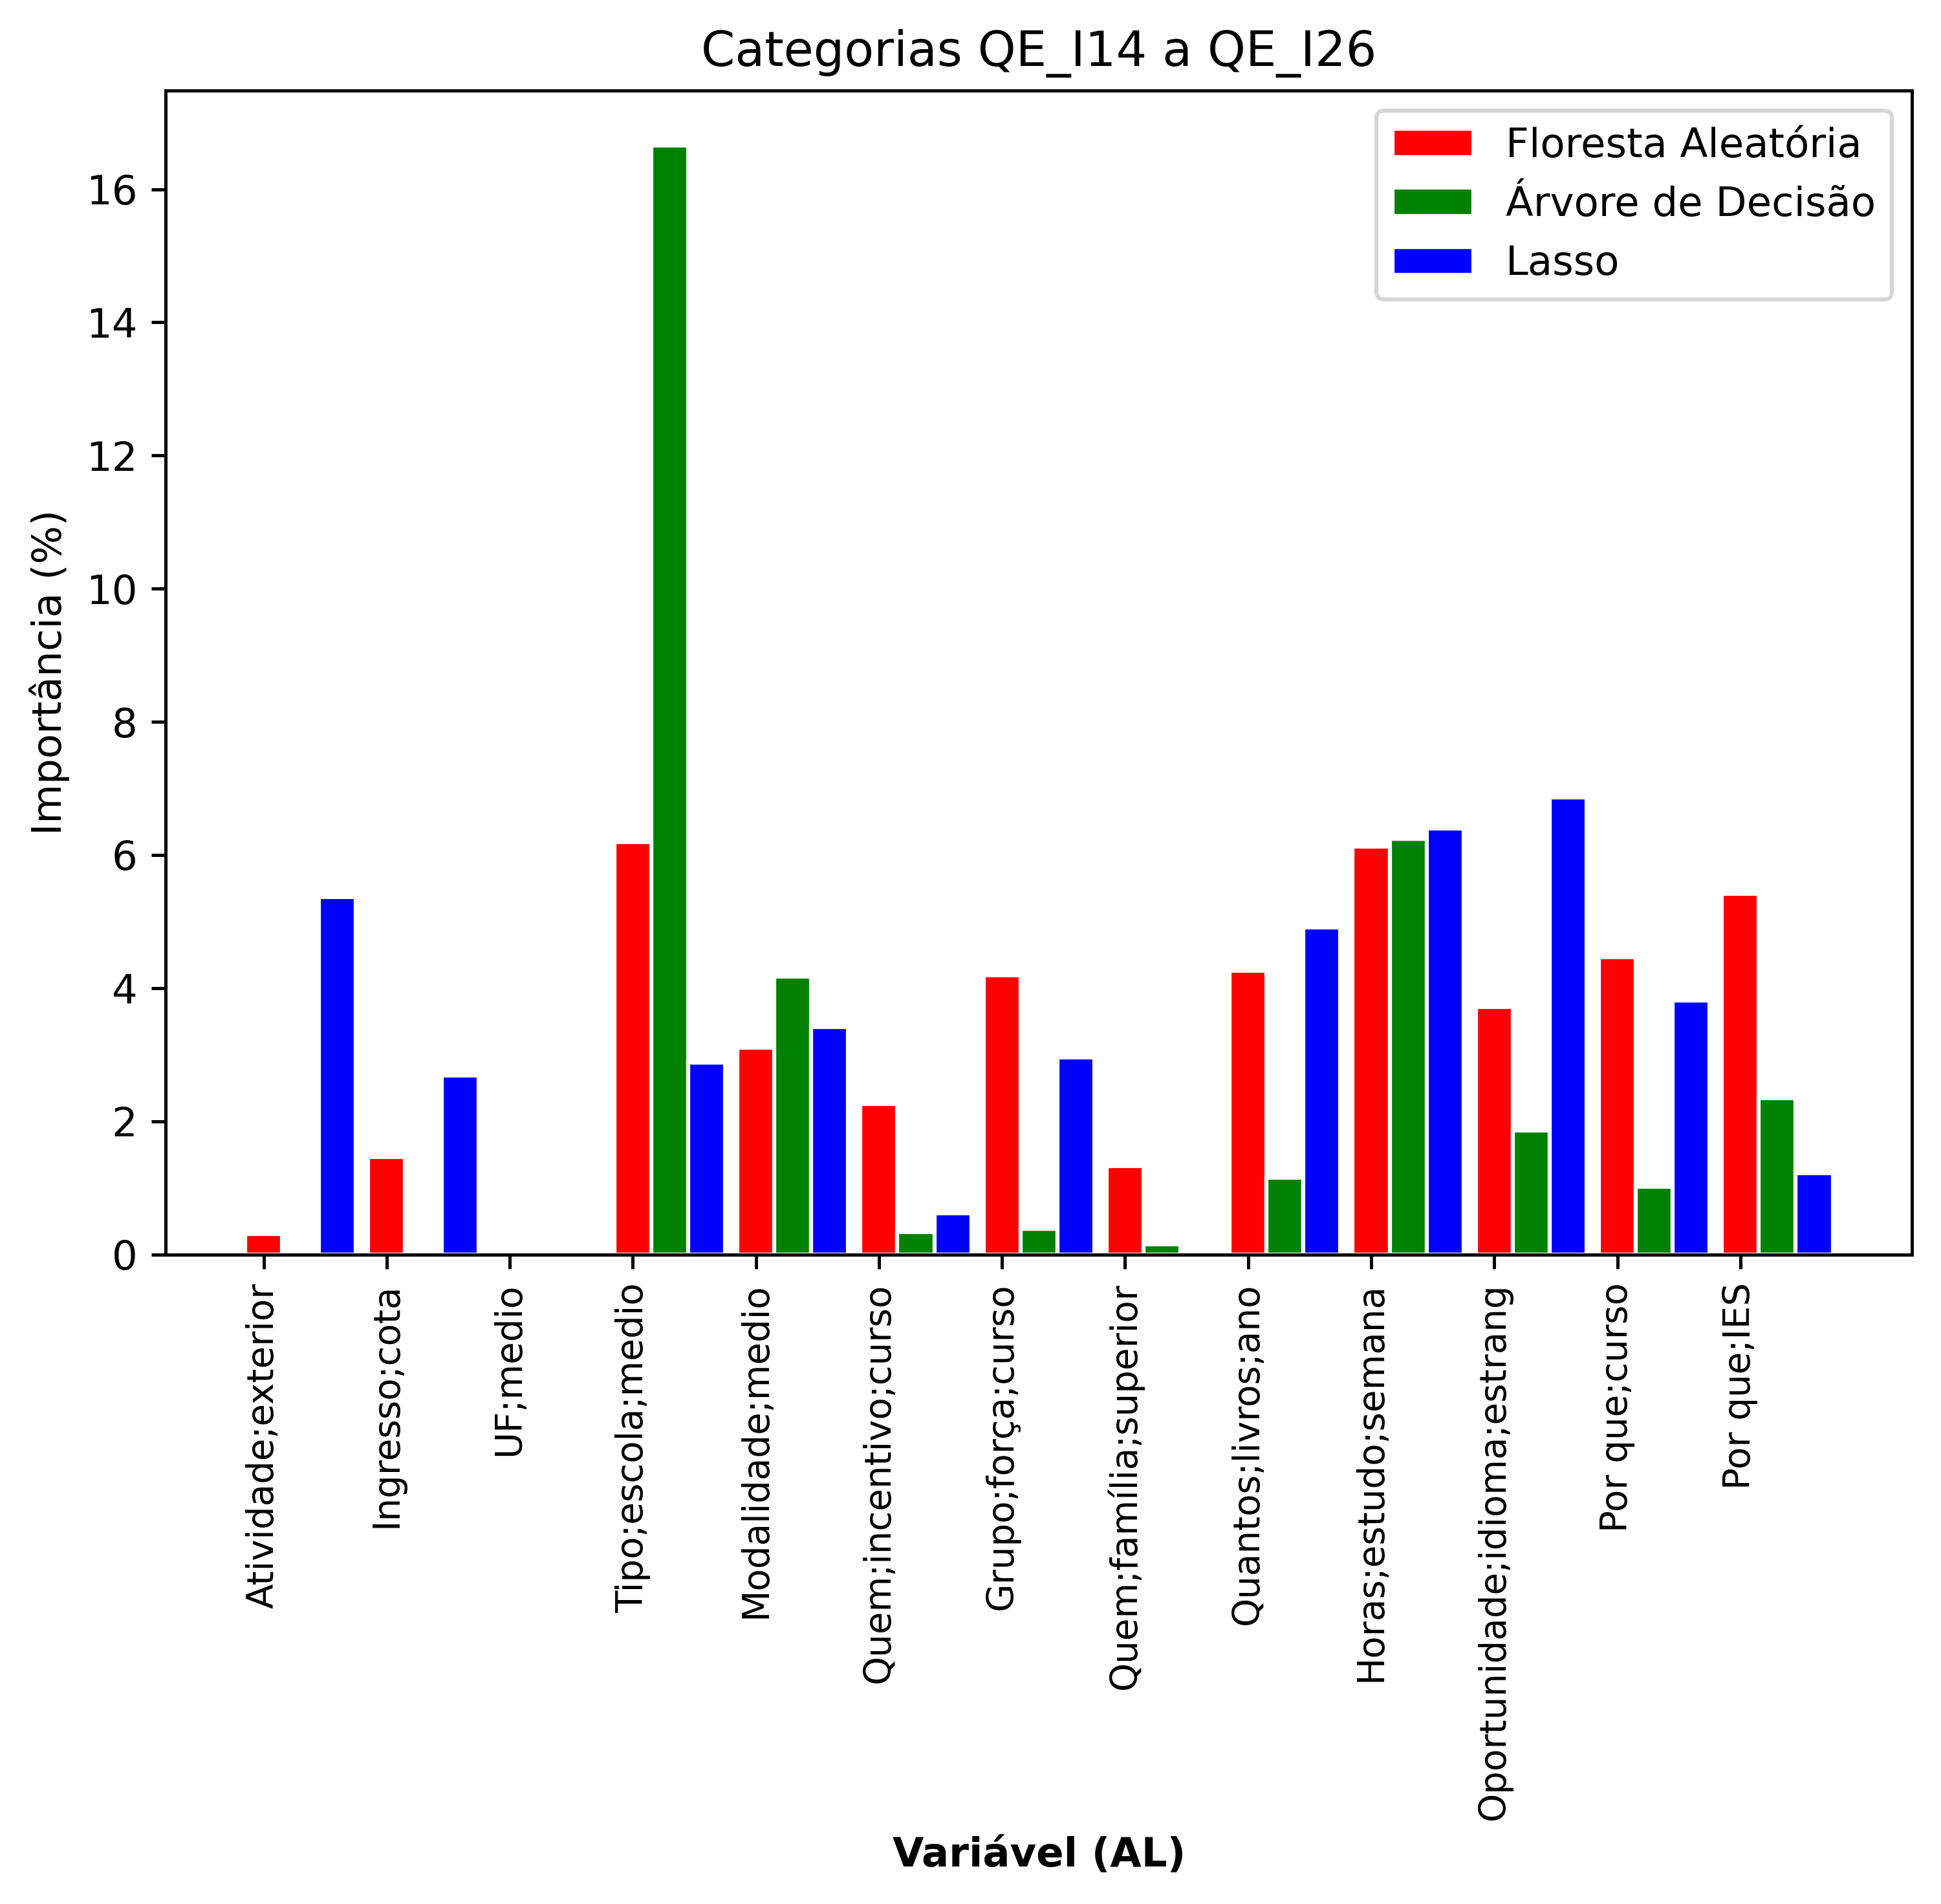 Categorias QE_I14 a QE_I26
Floresta Aleatória
Árvore de Decisão
Lasso
Importância (%)
16
14
12
10
8
6
4
2
0
Atividade;exterior
Ingresso;cota
UF;medio
Tipo;escola;medio
Modalidade;medio
Quem;incentivo;curso
Grupo;força;curso
Quem;família;superior
Quantos;livros;ano
Horas;estudo;semana
Oportunidade;idioma;estrang
Por que;curso
Por que;IES
Variável (AL)